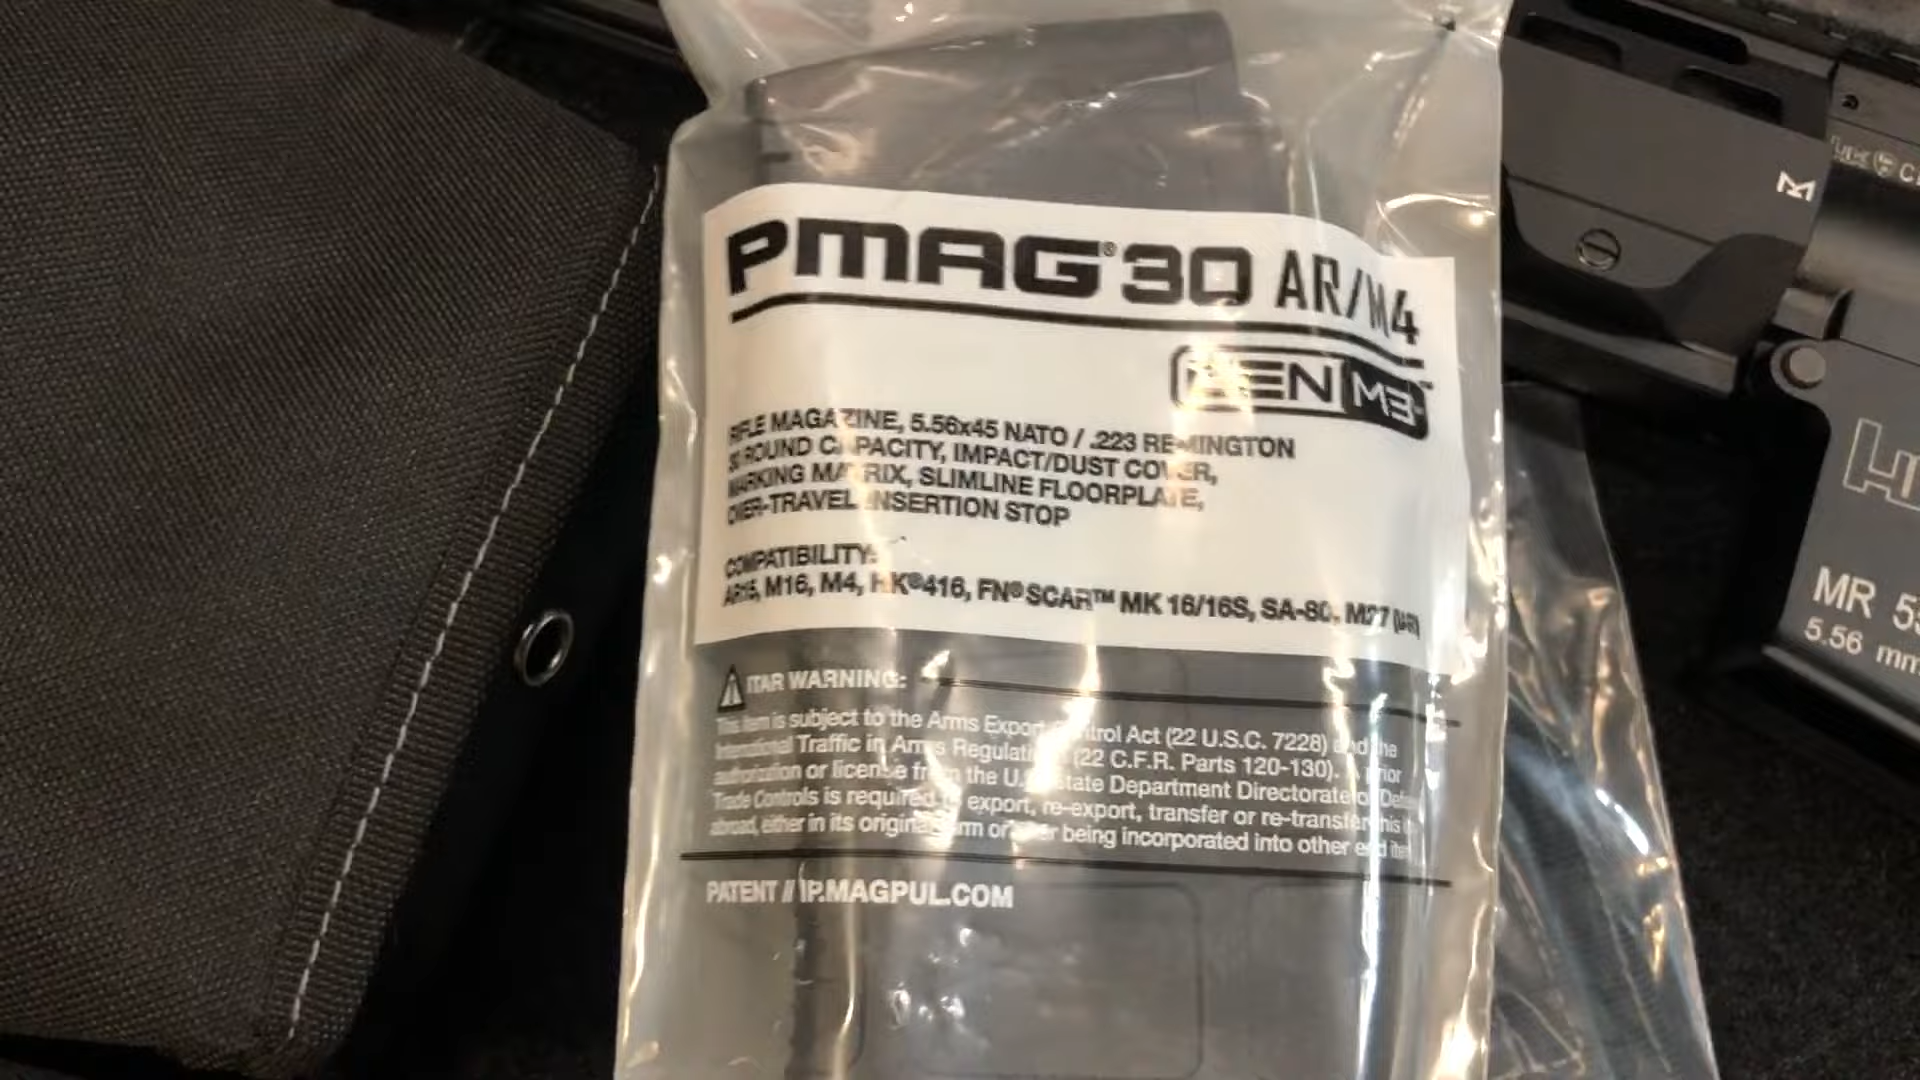 PMAG® 30 AR/M4
GEN M3™
RIFLE MAGAZINE, 5.56x45 NATO / .223 REMINGTON
30 ROUND CAPACITY, IMPACT/DUST COVER,
MARKING MATRIX, SLIMLINE FLOORPLATE,
OVER-TRAVEL INSERTION STOP
COMPATIBILITY:
AR15, M16, M4, HK®416, FN® SCAR™ MK 16/16S, SA-80, M27 (IAR)
ITAR WARNING:
This item is subject to the Arms Export Control Act (22 U.S.C. 7228) and the
International Traffic in Arms Regulations (22 C.F.R. Parts 120-130). A prior
authorization or license from the U.S. State Department Directorate of Defense
Trade Controls is required to export, re-export, transfer or re-transfer this
abroad, either in its original form or after being incorporated into other end item
PATENT // IP.MAGPUL.COM
MR
5.56 mm